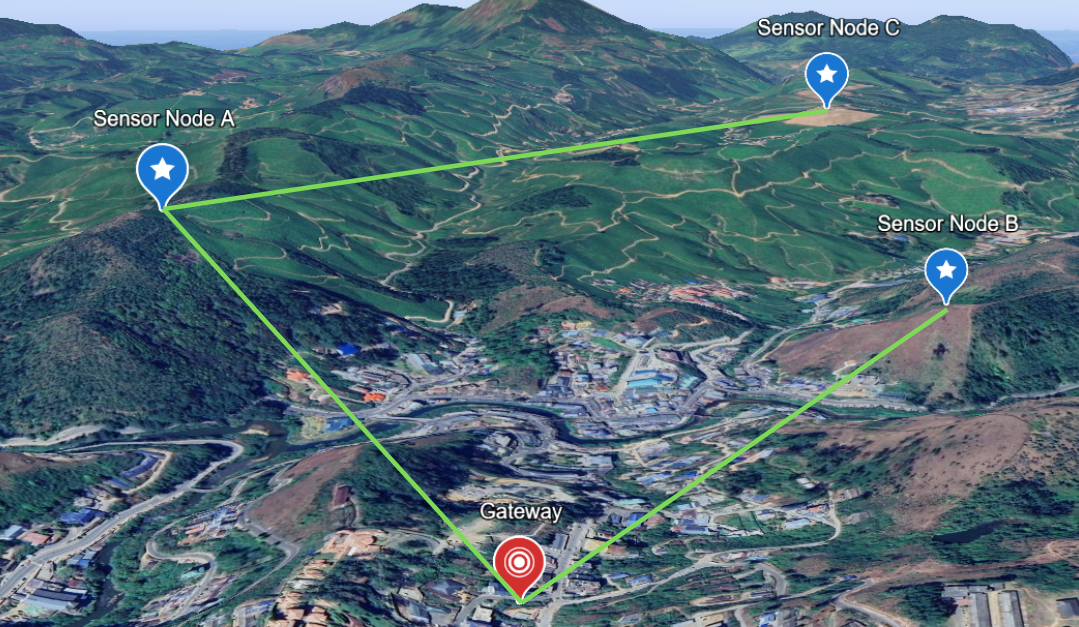 Sensor Node C
Sensor Node A
Sensor Node B
Gateway